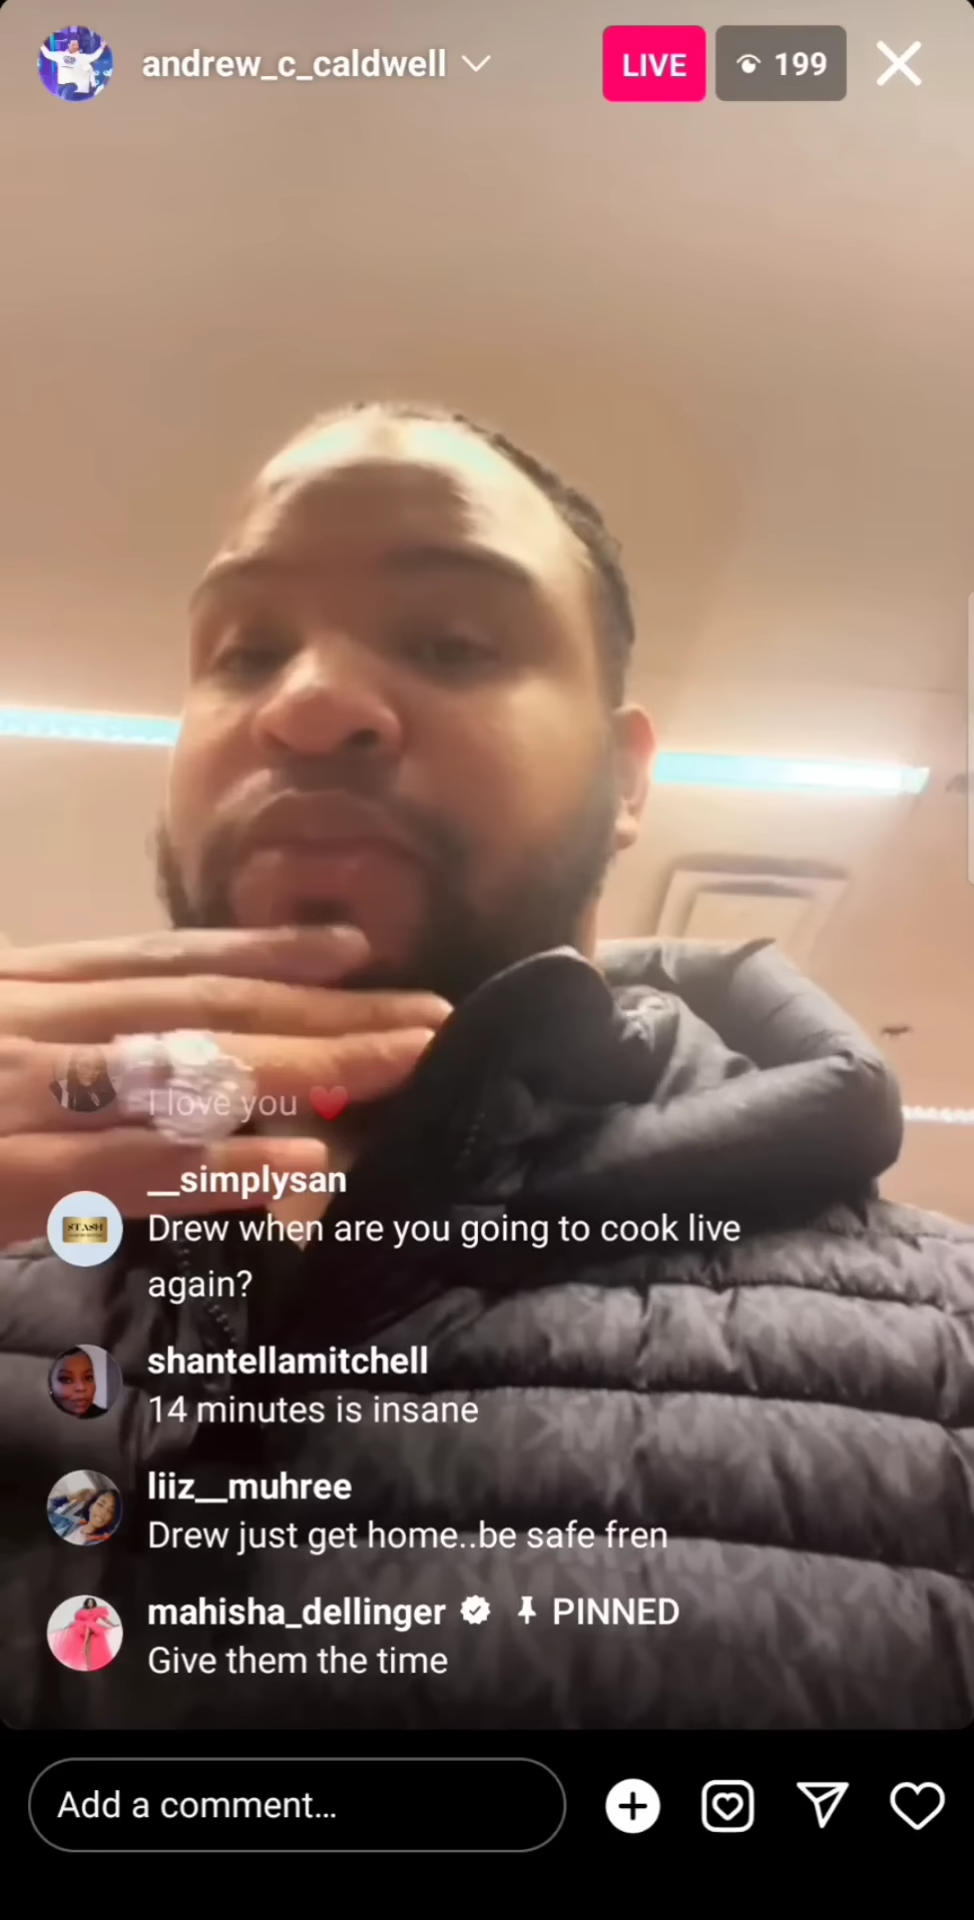 andrew_c_caldwell
LIVE
199
I love you ❤️
__simplysan
STASH
Drew when are you going to cook live
again?
shantellamitchell
14 minutes is insane
liiz__muhree
Drew just get home..be safe fren
mahisha_dellinger PINNED
Give them the time
Add a comment...